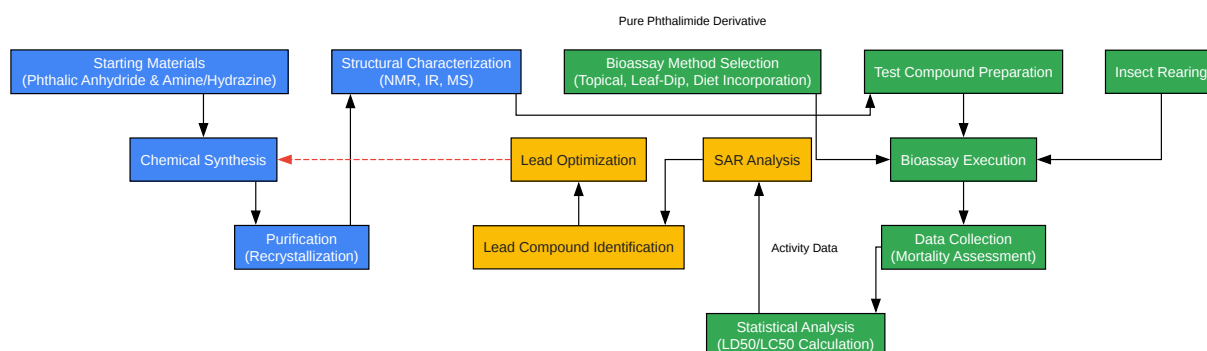 Pure Phthalimide Derivative
Starting Materials
(Phthalic Anhydride & Amine/Hydrazine)
Structural Characterization
(NMR, IR, MS)
Bioassay Method Selection
(Topical, Leaf-Dip, Diet Incorporation)
Test Compound Preparation
Insect Rearing
Chemical Synthesis
Lead Optimization
SAR Analysis
Bioassay Execution
Purification
(Recrystallization)
Lead Compound Identification
Activity Data
Data Collection
(Mortality Assessment)
Statistical Analysis
(LD50/LC50 Calculation)